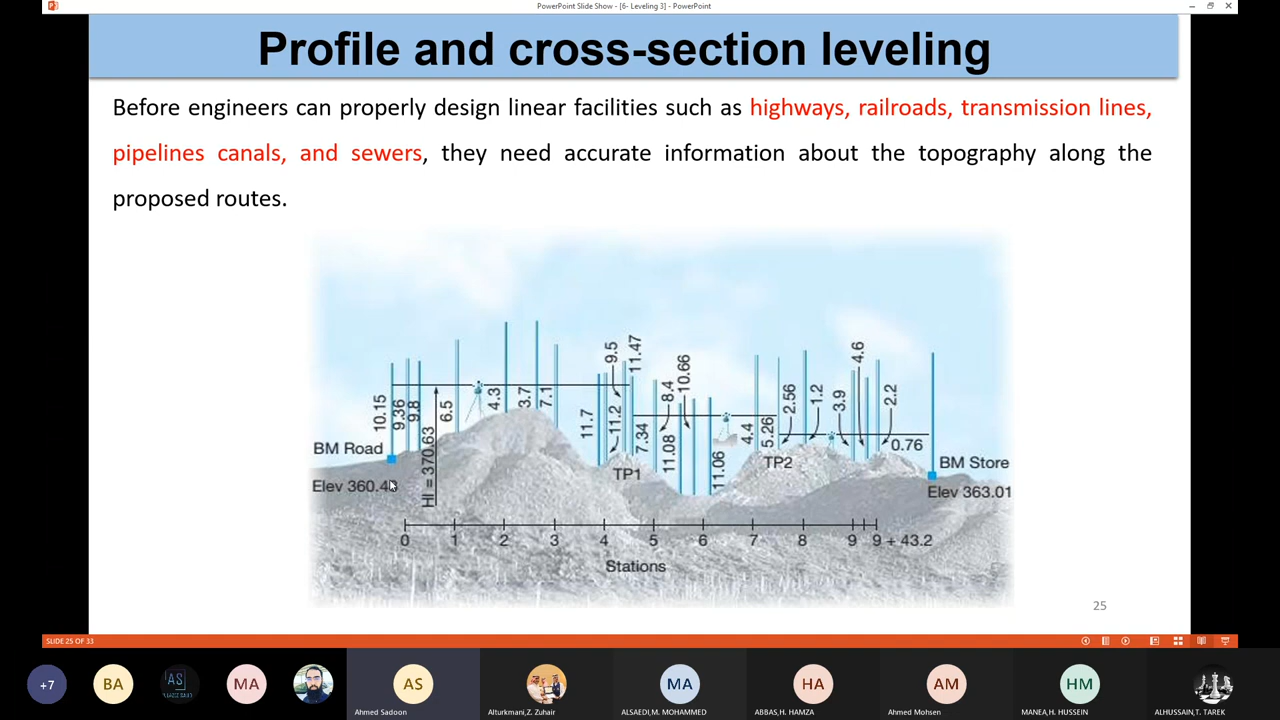 PowerPoint Slide Show - [6- Leveling 3] - PowerPoint
Profile and cross-section leveling
Before engineers can properly design linear facilities such as highways, railroads, transmission lines,
pipelines canals, and sewers, they need accurate information about the topography along the
proposed routes.
10.15
9.36
9.8
HI = 370.63
6.5
4.3
3.7
7.1
11.7
11.2
9.5
11.47
7.34
11.08
8.4
10.66
11.06
4.4
5.26
2.56
1.2
3.9
4.6
2.2
0.76
BM Road
Elev
TP1
TP2
BM Store
Elev 363.01
0 1 2 3 4 5 6 7 8 9 9 + 43.2
Stations
25
SLIDE 25 OF 33
+7
BA
AS
MA
AS
Ahmed Sadoon
Alturkmani,Z. Zuhair
MA
ALSAEDI,M. MOHAMMED
HA
ABBAS,H. HAMZA
AM
Ahmed Mohsen
HM
MANEA,H. HUSSEIN
ALHUSSAIN,T. TAREK